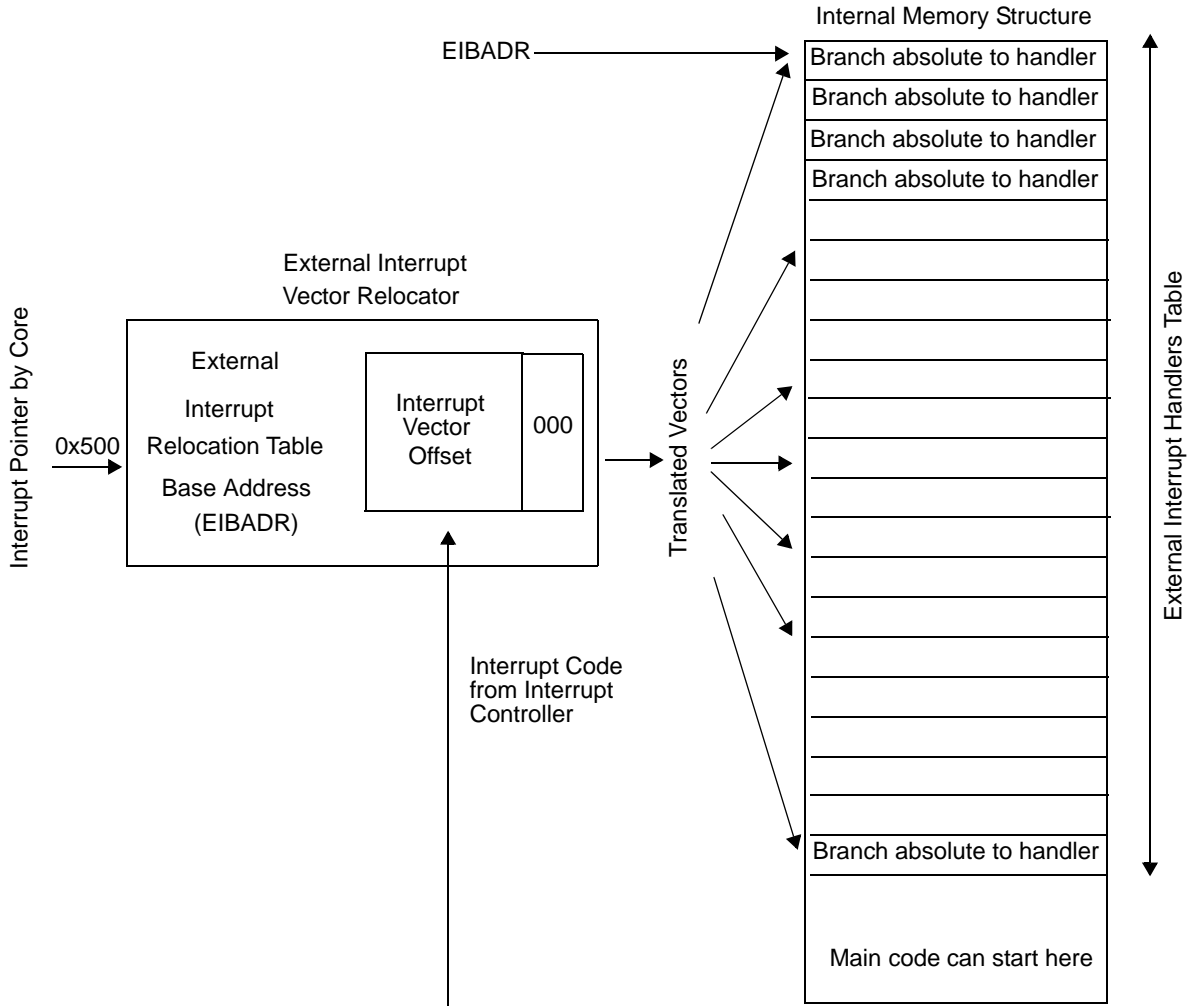 Internal Memory Structure
EIBADR
Branch absolute to handler
Branch absolute to handler
Branch absolute to handler
Branch absolute to handler
External Interrupt
Vector Relocator
Interrupt Pointer by Core
0x500
External
Interrupt
Relocation Table
Base Address
(EIBADR)
Interrupt
Vector
Offset
000
Translated Vectors
External Interrupt Handlers Table
Interrupt Code
from Interrupt
Controller
Branch absolute to handler
Main code can start here